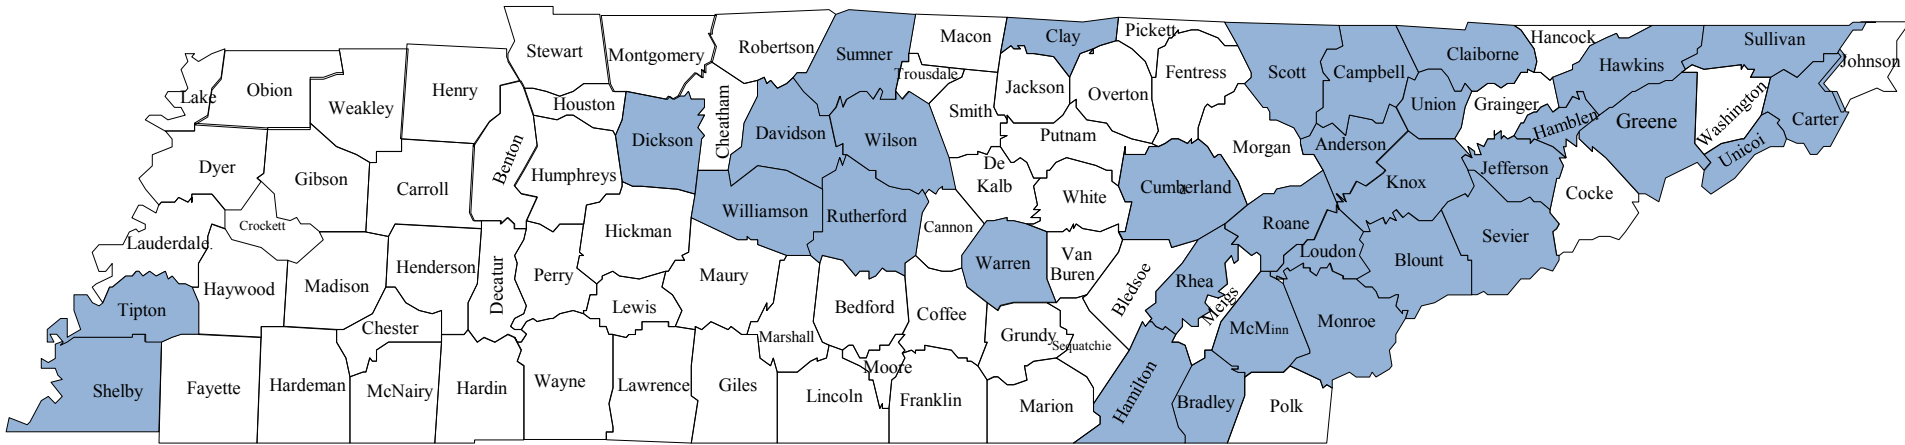 Stewart
Montgomery
Robertson
Sumner
Macon
Clay
Pickett
Scott
Campbell
Claiborne
Hancock
Hawkins
Sullivan
Johnson
Lake
Obion
Weakley
Henry
Houston
Benton
Humphreys
Dickson
Cheatham
Davidson
Wilson
Trousdale
Smith
Jackson
Overton
Fentress
Putnam
Morgan
Anderson
Union
Grainger
Hamblen
Greene
Washington
Unicoi
Carter
Dyer
Gibson
Carroll
Crockett
Lauderdale.
Haywood
Madison
Henderson
Decatur
Perry
Hickman
Williamson
Rutherford
Cannon
De
Kalb
White
Cumberland
Roane
Knox
Jefferson
Cocke
Sevier
Blount
Loudon
Tipton
Chester
Lewis
Maury
Bedford
Coffee
Warren
Van
Buren
Bledsoe
Rhea
Meigs
McMinn
Monroe
Shelby
Fayette
Hardeman
McNairy
Hardin
Wayne
Lawrence
Giles
Marshall
Lincoln
Moore
Franklin
Grundy
Sequatchie
Marion
Hamilton
Bradley
Polk